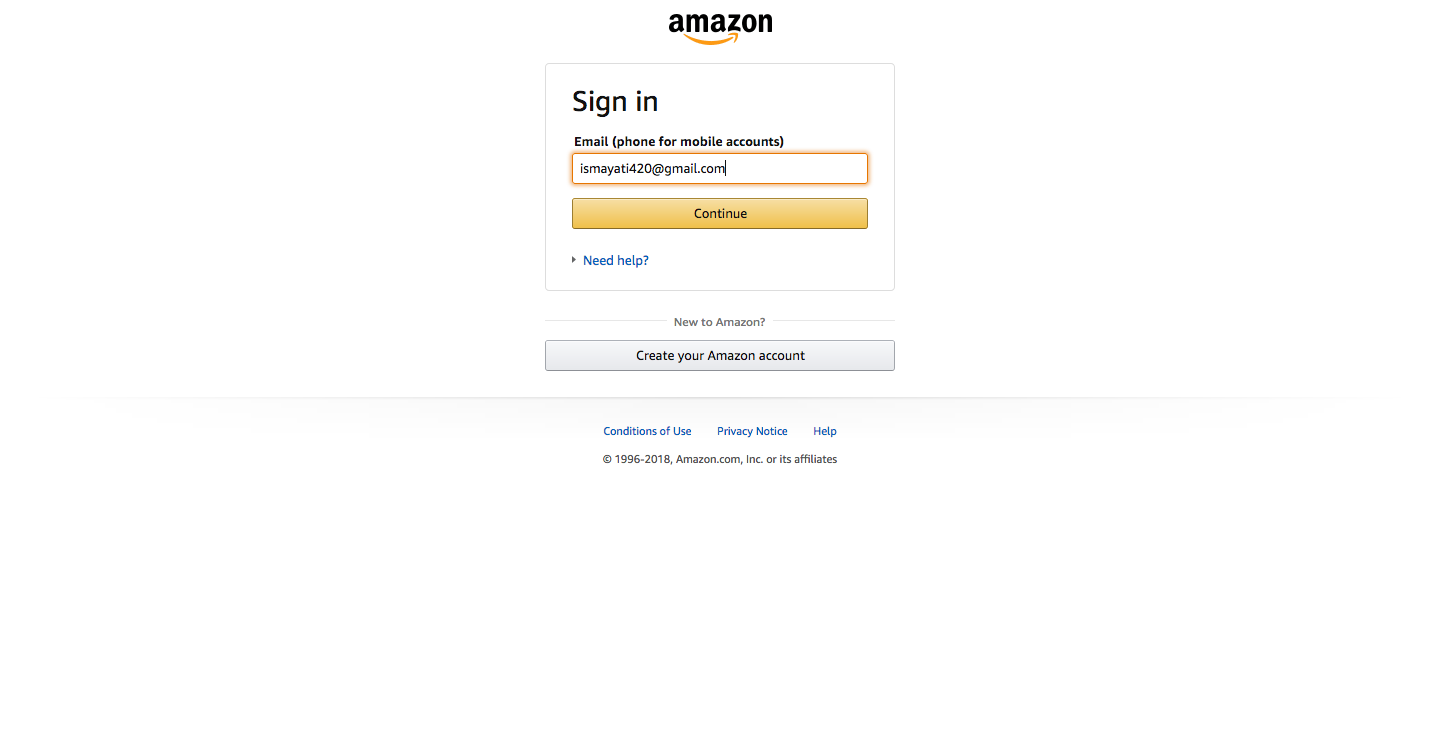 amazon
Sign in
Email (phone for mobile accounts)
ismayati420@gmail.com
Continue
Need help?
New to Amazon?
Create your Amazon account
Conditions of Use Privacy Notice Help
© 1996-2018, Amazon.com, Inc. or its affiliates